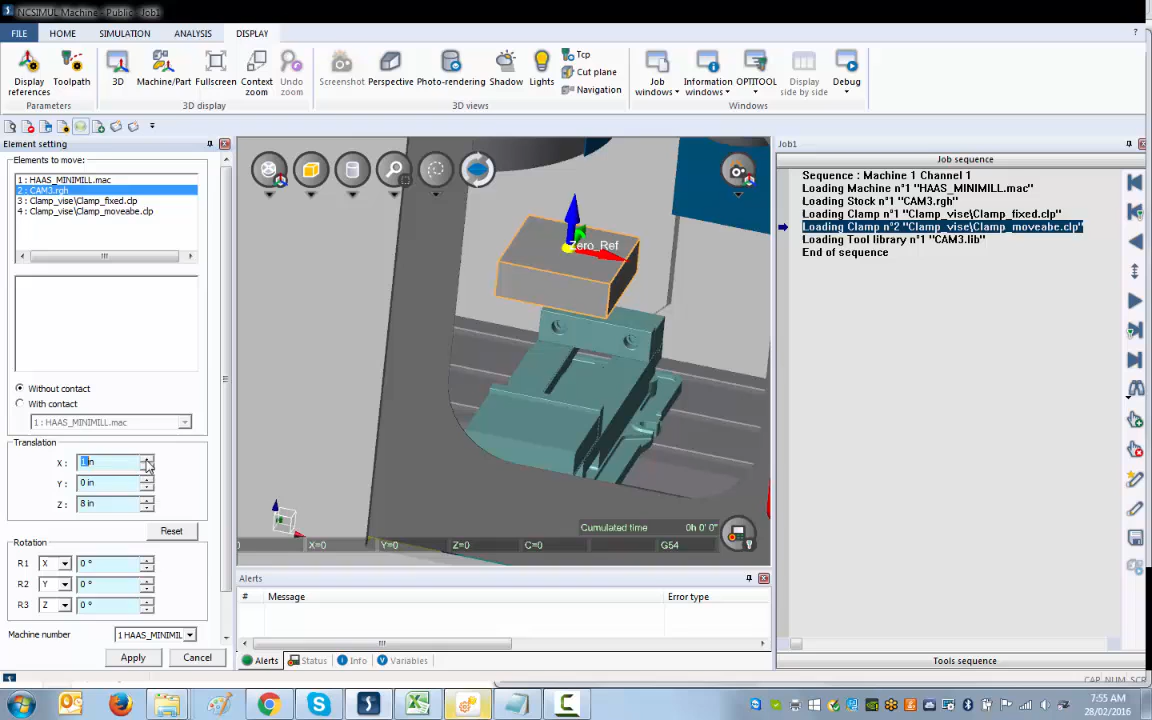 NCSIMUL Machine - Public - Job1
FILE HOME SIMULATION ANALYSIS DISPLAY ?
Display references
Toolpath
3D
Machine/Part
Fullscreen
Context zoom
Undo zoom
Screenshot
Perspective
Photo-rendering
Shadow
Lights
Tcp
Cut plane
Navigation
Job windows
Information windows
OPTITOOL
Display side by side
Debug
Parameters 3D display 3D views Windows
Element setting
Elements to move:
1 : HAAS_MINIMILL.mac
2 : CAM3.rgh
3 : Clamp_vise\Clamp_fixed.clp
4 : Clamp_vise\Clamp_moveabe.clp
Without contact
With contact
1 : HAAS_MINIMILL.mac
Translation
X : 1 in
Y : 0 in
Z : 8 in
Reset
Rotation
R1 X 0 °
R2 Y 0 °
R3 Z 0 °
Machine number 1 HAAS_MINIMIL
Apply Cancel
Zero_Ref
Cumulated time 0h 0' 0"
0 X=0 Y=0 Z=0 C=0 G54
Alerts
# Message Error type
Alerts Status Info Variables
Job1
Job sequence
Sequence : Machine 1 Channel 1
Loading Machine n°1 "HAAS_MINIMILL.mac"
Loading Stock n°1 "CAM3.rgh"
Loading Clamp n°1 "Clamp_vise\Clamp_fixed.clp"
Loading Clamp n°2 "Clamp_vise\Clamp_moveabe.clp"
Loading Tool library n°1 "CAM3.lib"
End of sequence
Tools sequence
CAP NUM SCR
7:55 AM
28/02/2016